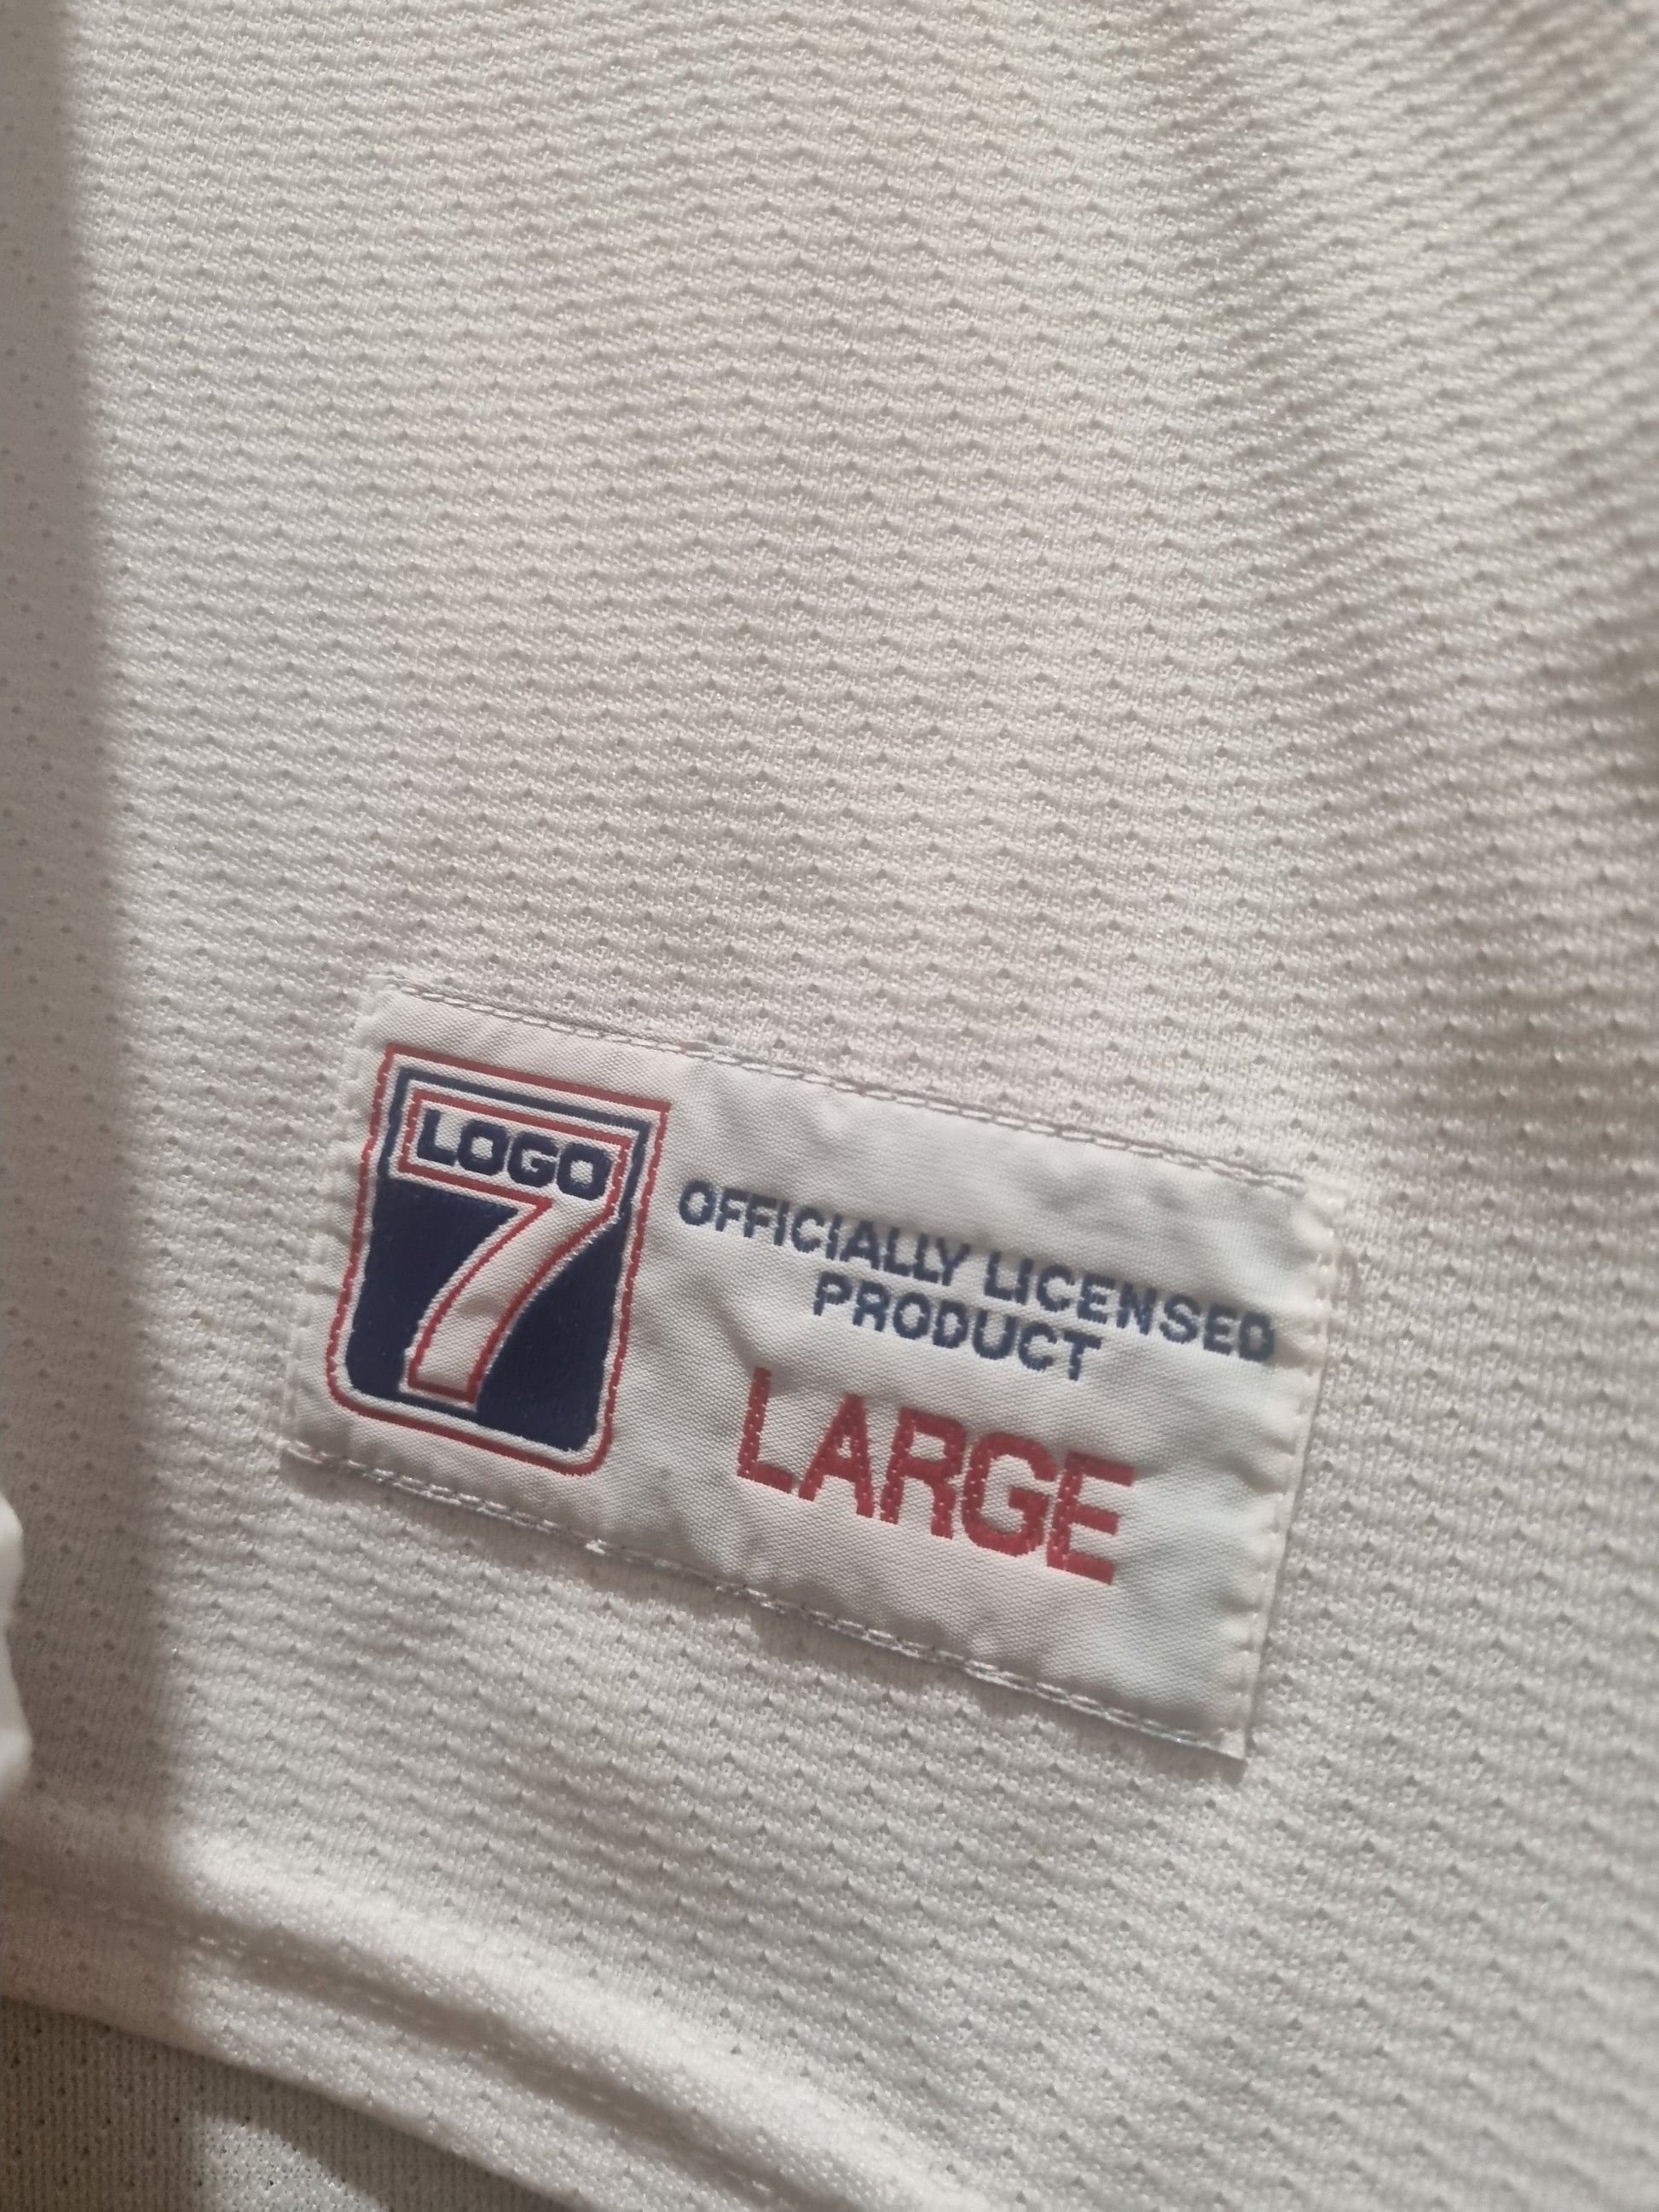 LOGO
7
OFFICIALLY LICENSED
PRODUCT
LARGE